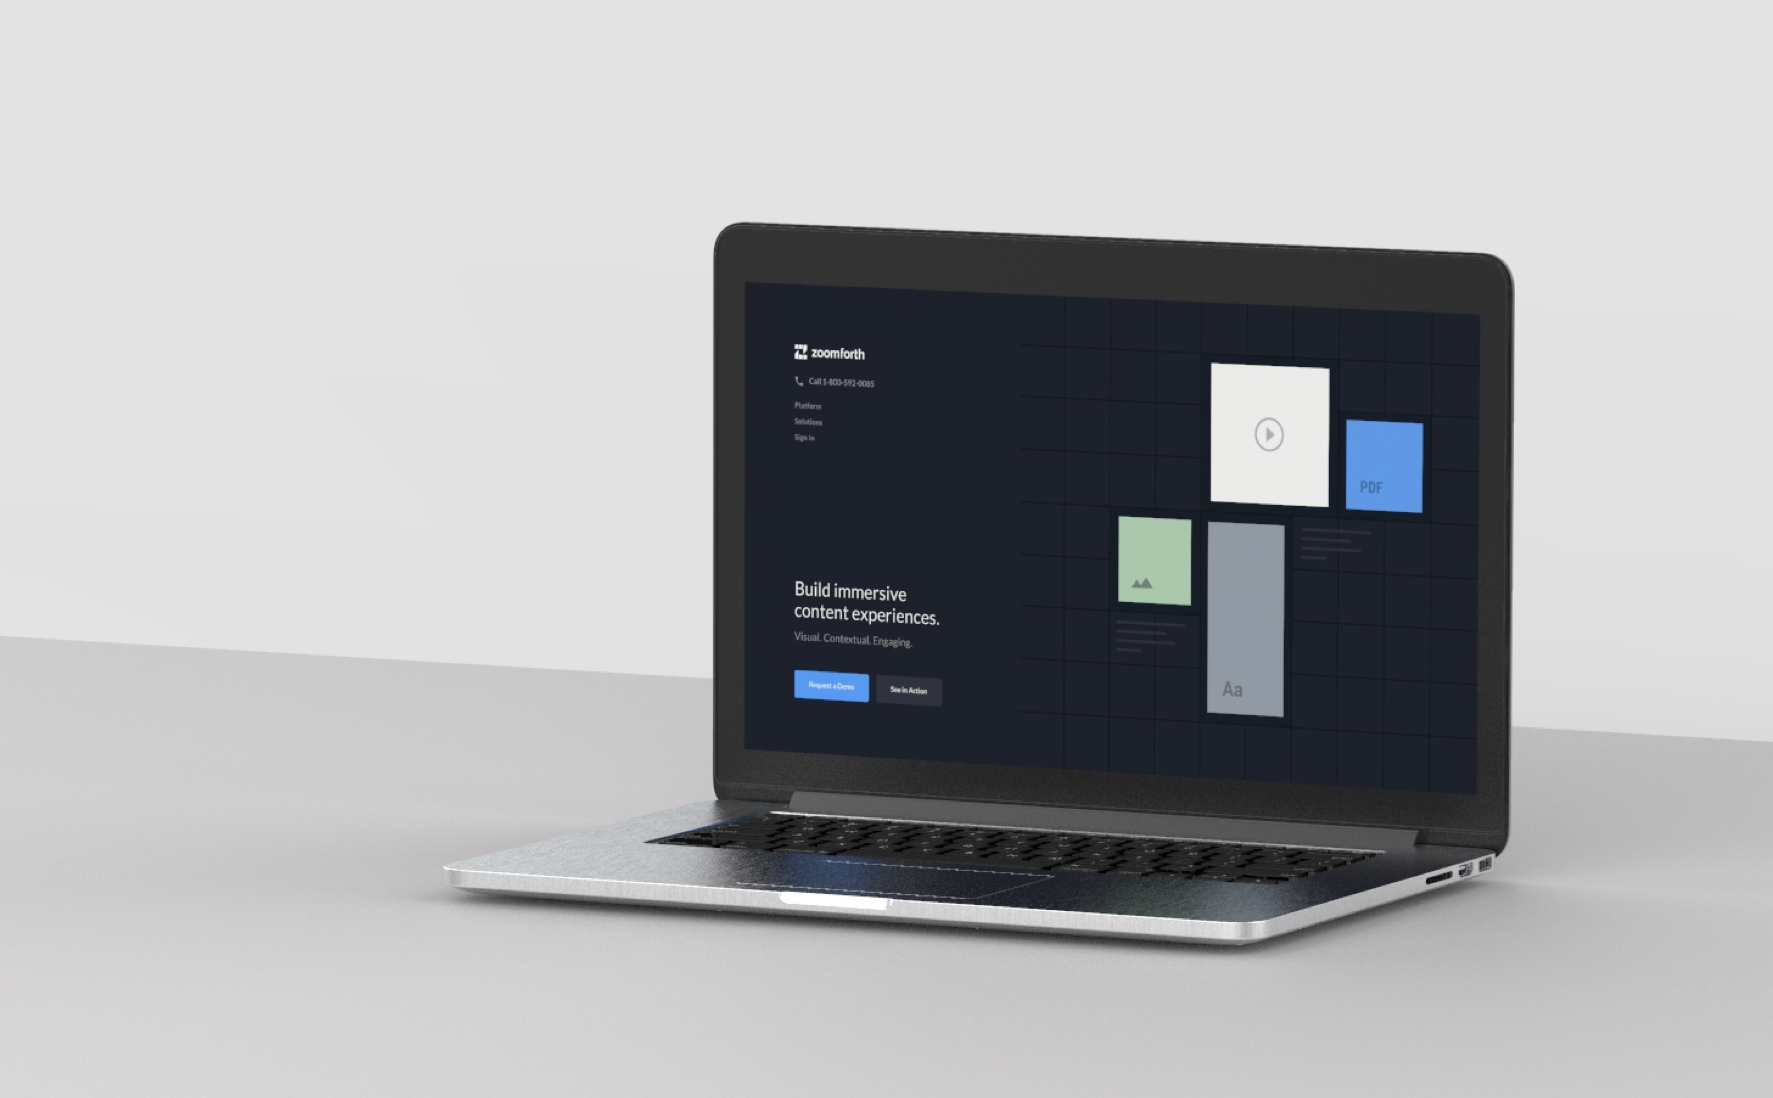 zoomforth
Call 1-800-592-0085
Platform
Solutions
Sign In
Build immersive
content experiences.
Visual. Contextual. Engaging.
Request a Demo
See in Action
PDF
Aa